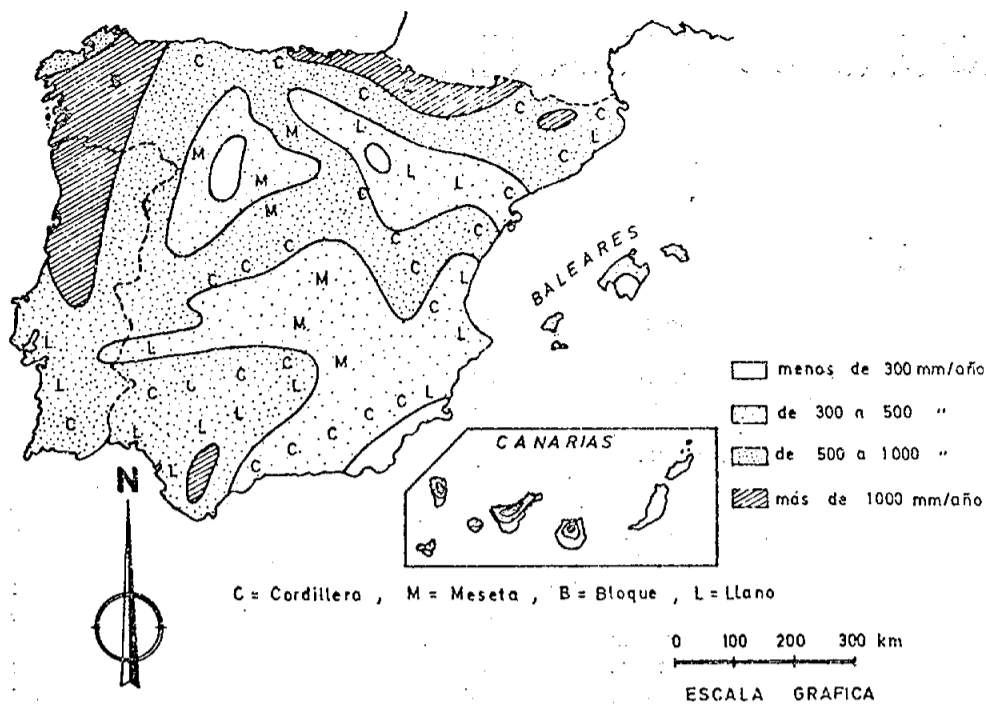 BALEARES
menos de 300 mm/año
de 300 a 500 "
de 500 a 1000 "
más de 1000 mm/año
CANARIAS
N
C = Cordillera , M = Meseta , B = Bloque , L = Llano
0 100 200 300 km
ESCALA GRAFICA